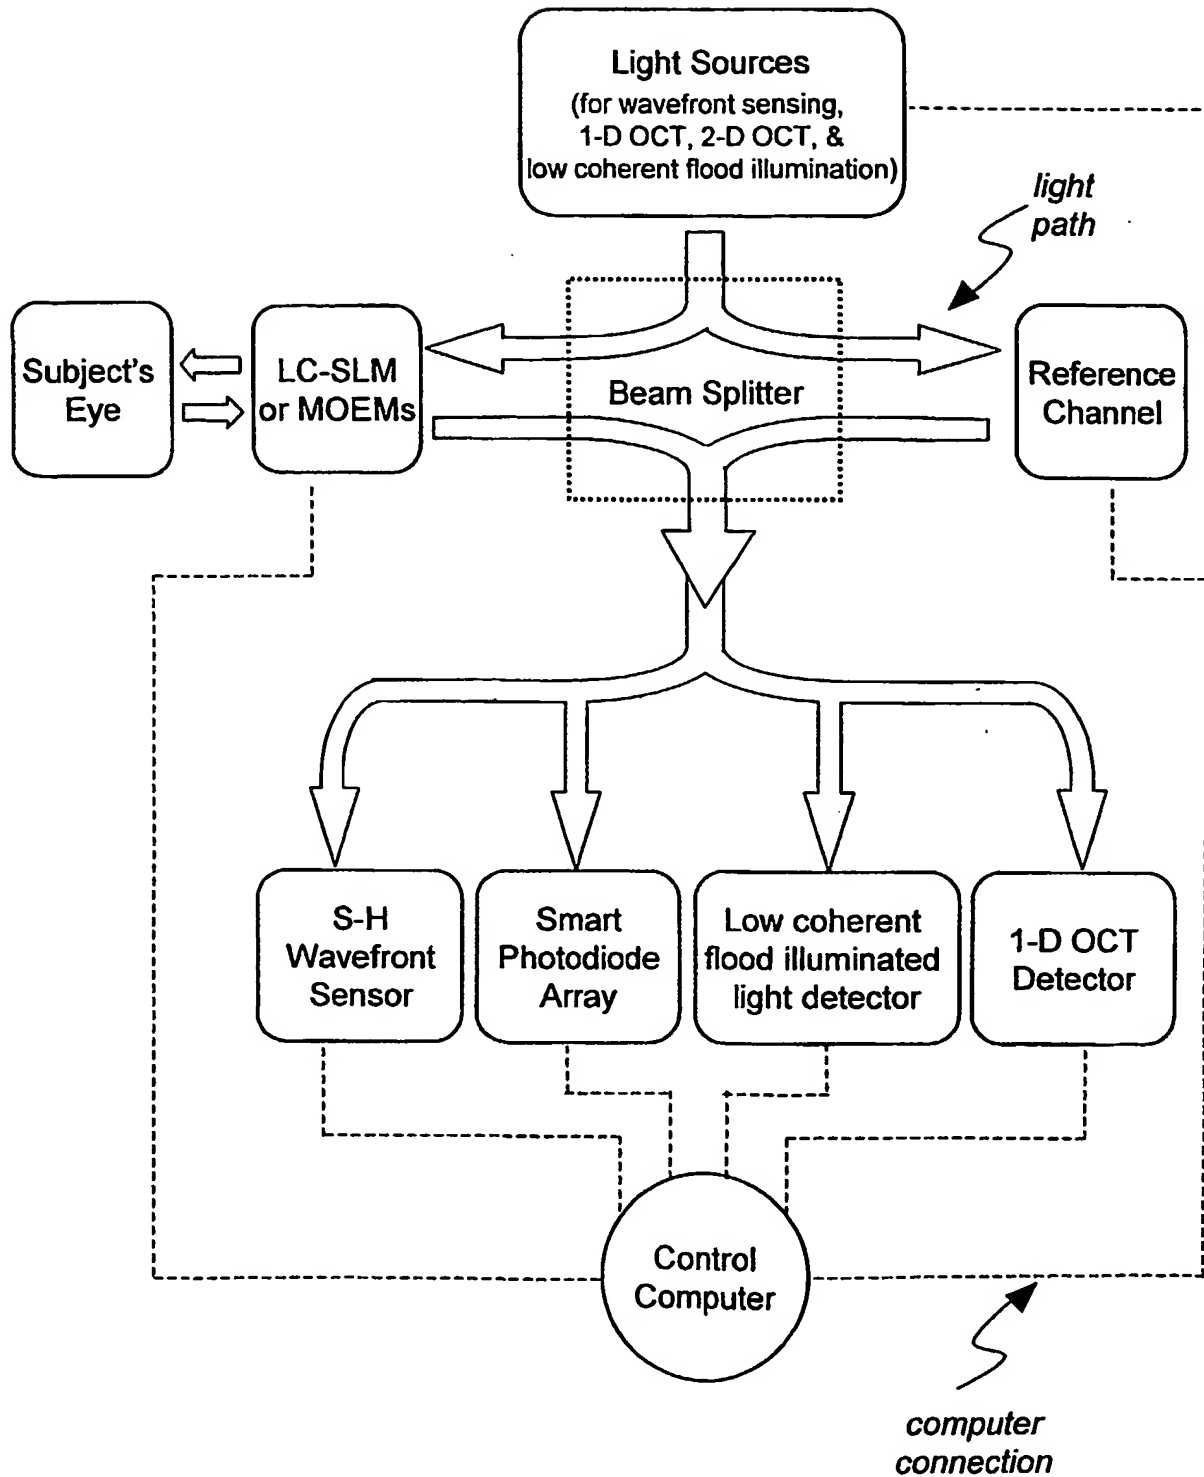 Light Sources
(for wavefront sensing,
1-D OCT, 2-D OCT, &
low coherent flood illumination)
light
path
Subject's
Eye
LC-SLM
or MOEMs
Beam Splitter
Reference
Channel
S-H
Wavefront
Sensor
Smart
Photodiode
Array
Low coherent
flood illuminated
light detector
1-D OCT
Detector
Control
Computer
computer
connection